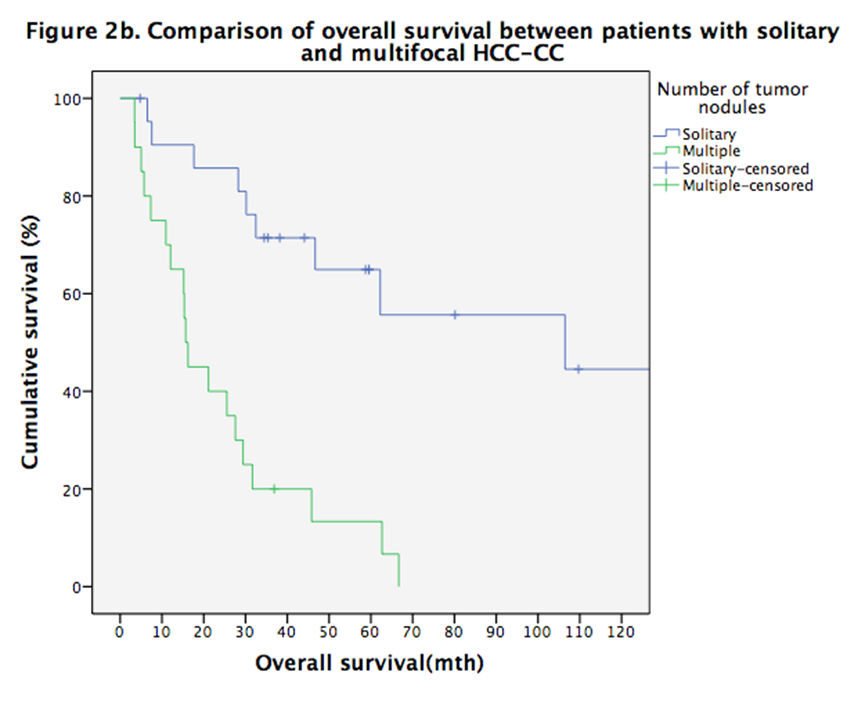 Figure 2b. Comparison of overall survival between patients with solitary
and multifocal HCC-CC
Number of tumor
nodules
Solitary
Multiple
Solitary-censored
Multiple-censored
Cumulative survival (%)
100
80
60
40
20
0
0 10 20 30 40 50 60 70 80 90 100 110 120
Overall survival(mth)